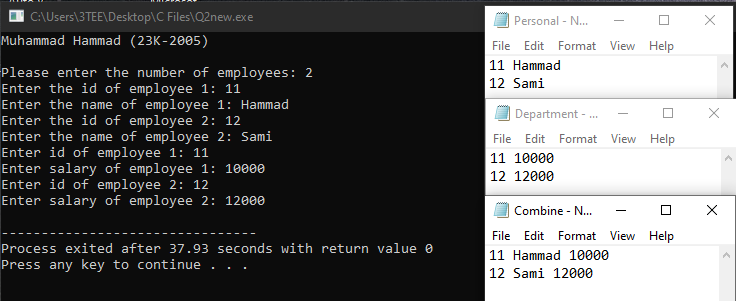 C:\Users\3TEE\Desktop\C Files\Q2new.exe
Muhammad Hammad (23K-2005)
Please enter the number of employees: 2
Enter the id of employee 1: 11
Enter the name of employee 1: Hammad
Enter the id of employee 2: 12
Enter the name of employee 2: Sami
Enter id of employee 1: 11
Enter salary of employee 1: 10000
Enter id of employee 2: 12
Enter salary of employee 2: 12000
--------------------------------
Process exited after 37.93 seconds with return value 0
Press any key to continue . . .
Personal - N...
File Edit Format View Help
11 Hammad
12 Sami
Department - ...
File Edit Format View Help
11 10000
12 12000
Combine - N...
File Edit Format View Help
11 Hammad 10000
12 Sami 12000